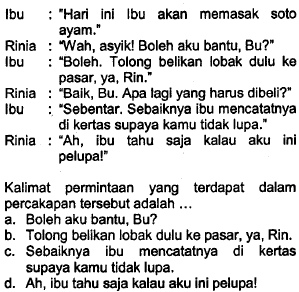 Ibu : "Hari ini Ibu akan memasak soto
ayam."
Rinia : "Wah, asyik! Boleh aku bantu, Bu?"
Ibu : "Boleh. Tolong belikan lobak dulu ke
pasar, ya, Rin."
Rinia : "Baik, Bu. Apa lagi yang harus dibeli?"
Ibu : "Sebentar. Sebaiknya ibu mencatatnya
di kertas supaya kamu tidak lupa."
Rinia : "Ah, ibu tahu saja kalau aku ini
pelupa!"
Kalimat permintaan yang terdapat dalam
percakapan tersebut adalah ...
a. Boleh aku bantu, Bu?
b. Tolong belikan lobak dulu ke pasar, ya, Rin.
c. Sebaiknya ibu mencatatnya di kertas
supaya kamu tidak lupa.
d. Ah, ibu tahu saja kalau aku ini pelupa!